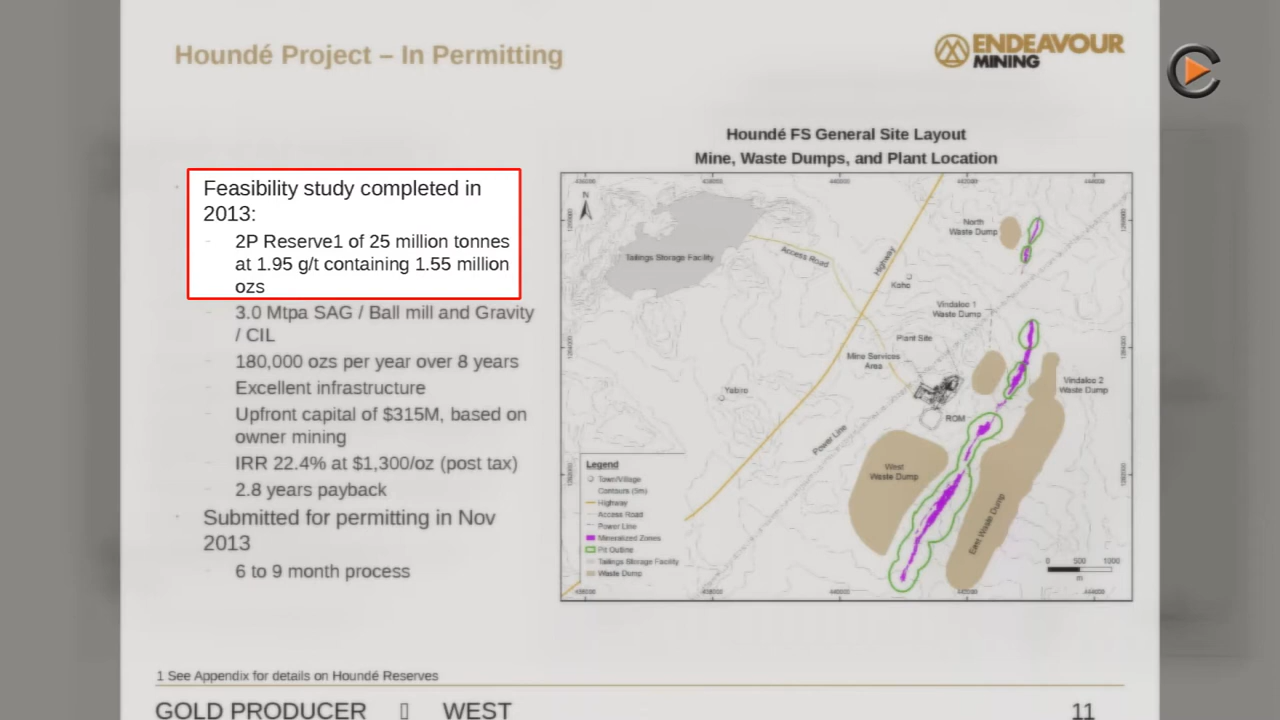 Houndé Project – In Permitting
ENDEAVOUR
MINING
Feasibility study completed in
2013:
2P Reserve1 of 25 million tonnes
at 1.95 g/t containing 1.55 million
ozs
3.0 Mtpa SAG / Ball mill and Gravity
/ CIL
180,000 ozs per year over 8 years
Excellent infrastructure
Upfront capital of $315M, based on
owner mining
IRR 22.4% at $1,300/oz (post tax)
2.8 years payback
Submitted for permitting in Nov
2013
6 to 9 month process
Houndé FS General Site Layout
Mine, Waste Dumps, and Plant Location
N
North
Waste Dump
Tailings Storage Facility
Access Road
Highway
Koho
Vindaloo 1
Waste Dump
Plant Site
Mine Services
Area
Vindaloo 2
Waste Dump
Yabiro
ROM
Power Line
West
Waste Dump
East Waste Dump
Legend
Town/Village
Contours (5m)
Highway
Access Road
Power Line
Mineralized Zones
Pit Outline
Tailings Storage Facility
Waste Dump
0 500 1000
m
1 See Appendix for details on Houndé Reserves
GOLD PRODUCER WEST
11